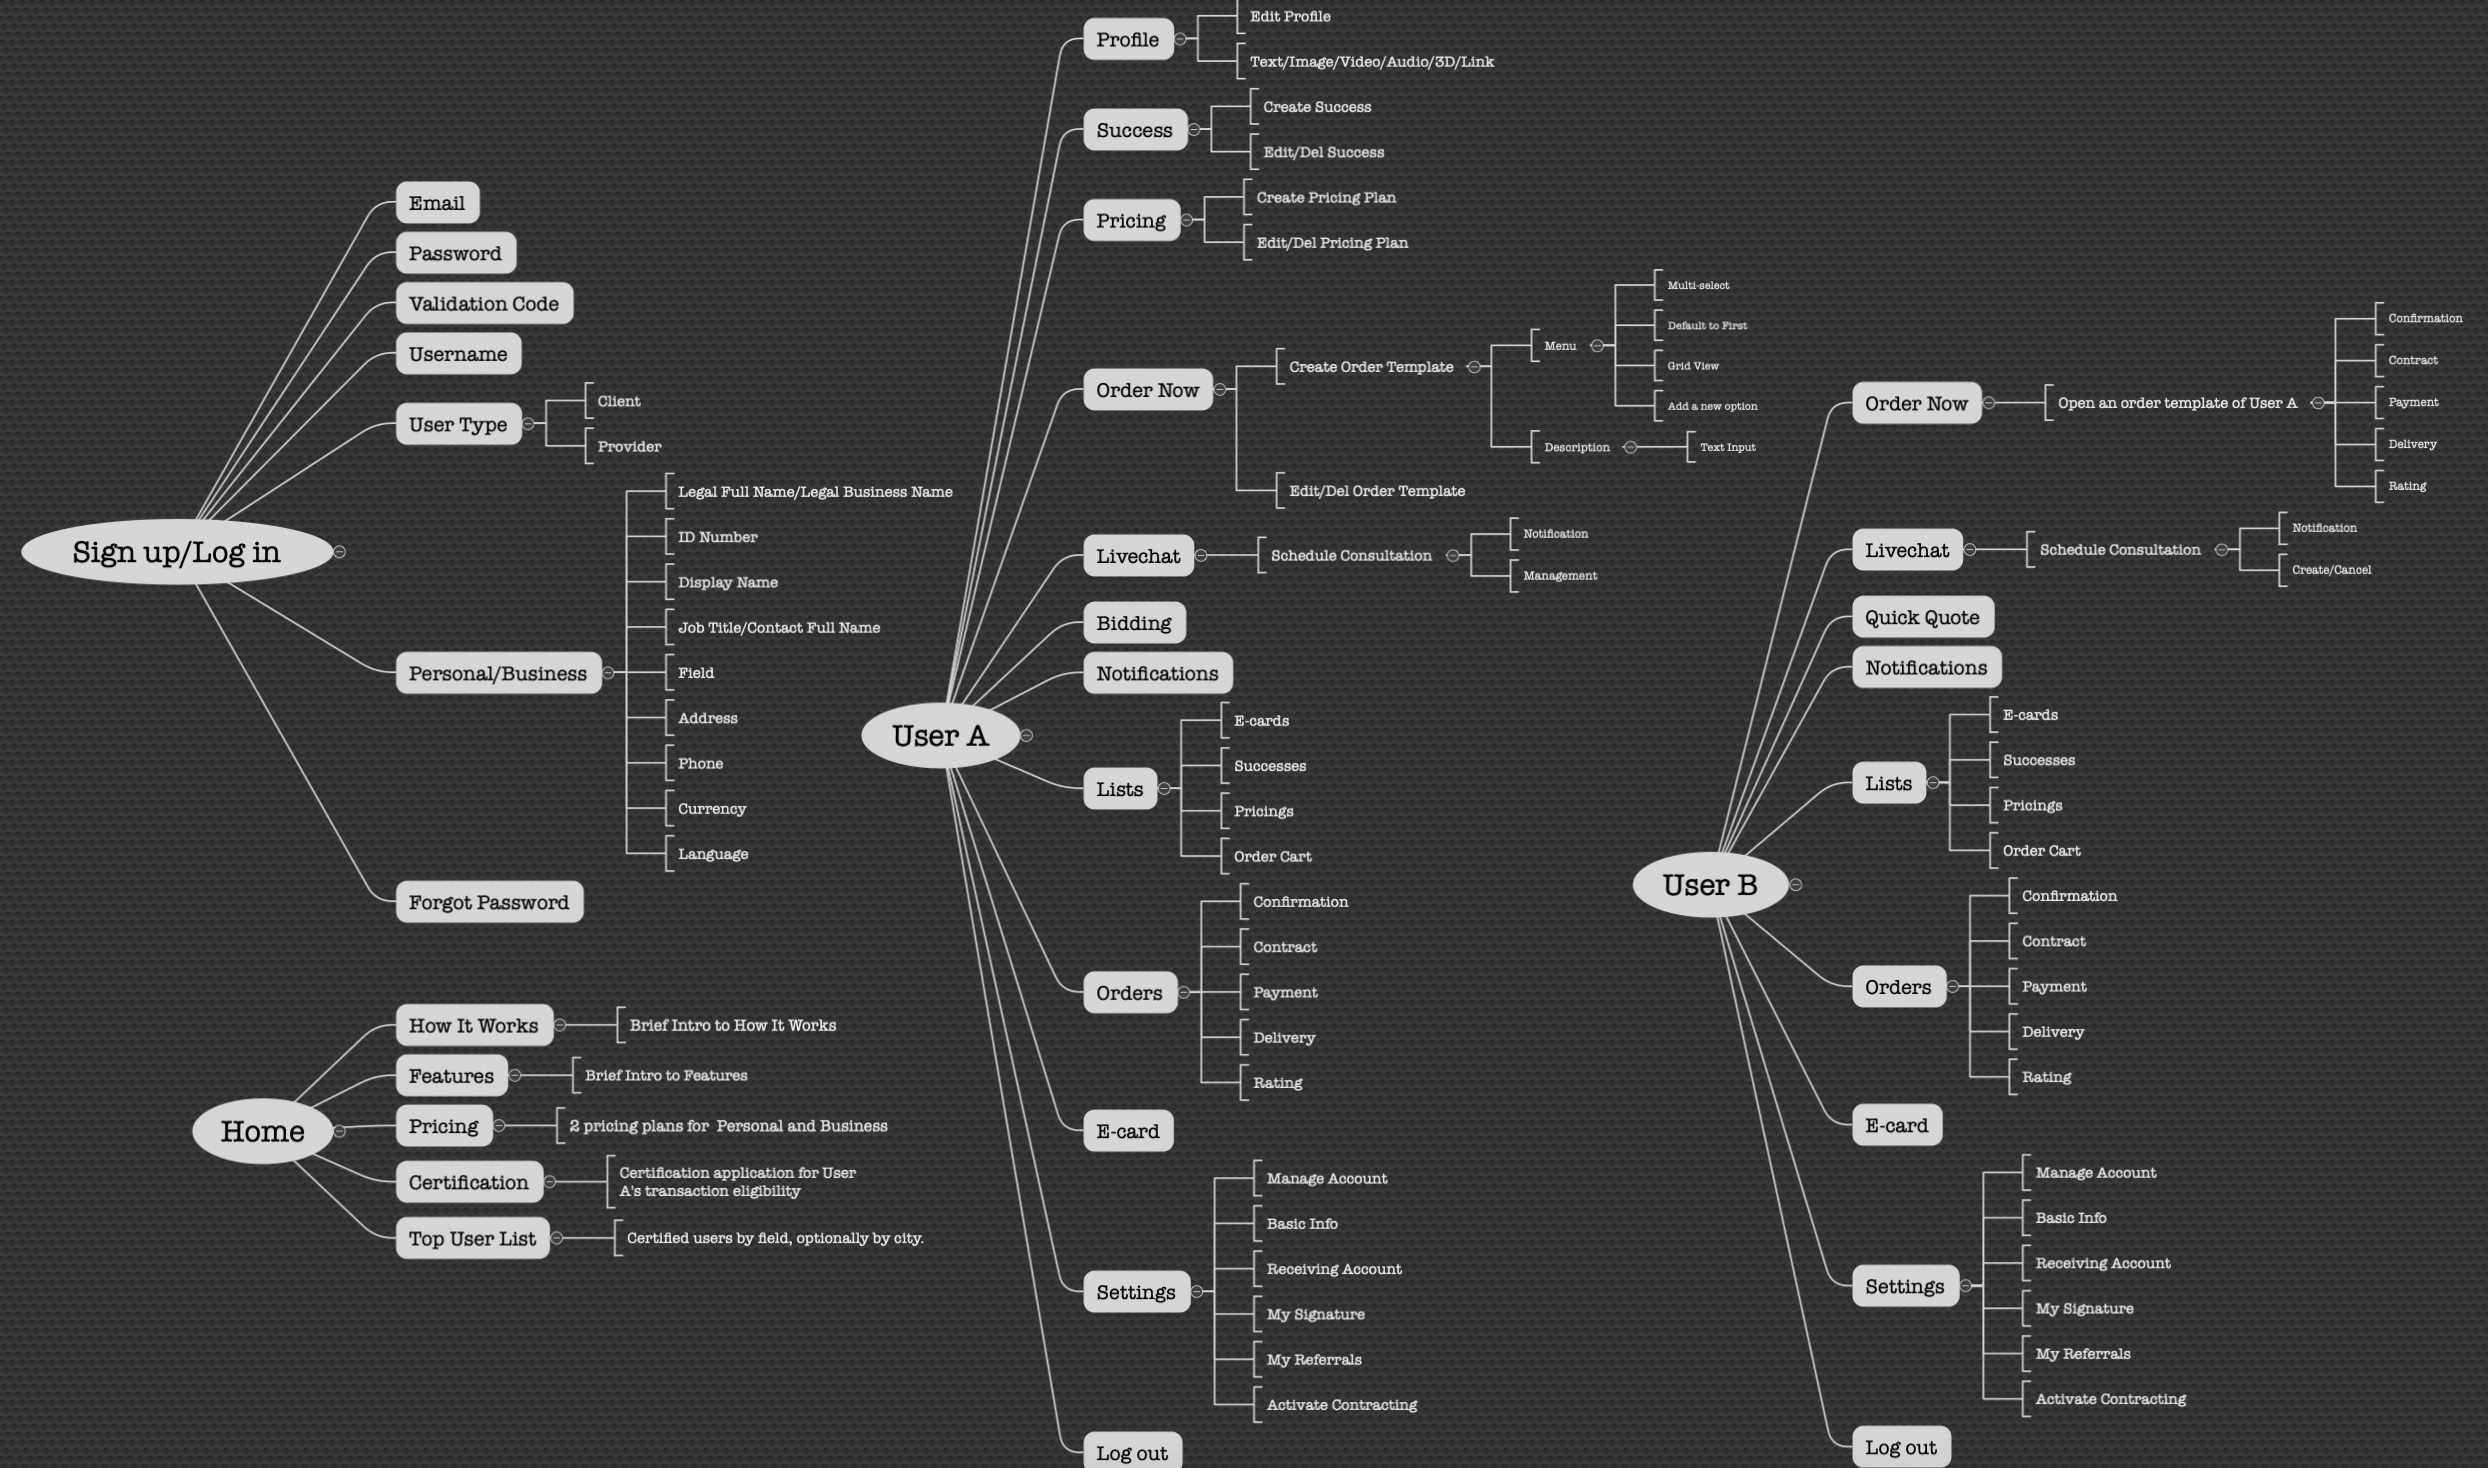 Sign up/Log in
Email
Password
Validation Code
Username
User Type
Client
Provider
Personal/Business
Legal Full Name/Legal Business Name
ID Number
Display Name
Job Title/Contact Full Name
Field
Address
Phone
Currency
Language
Forgot Password
Home
How It Works
Brief Intro to How It Works
Features
Brief Intro to Features
Pricing
2 pricing plans for  Personal and Business
Certification
Certification application for User
A's transaction eligibility
Top User List
Certified users by field, optionally by city.
User A
Profile
Edit Profile
Text/Image/Video/Audio/3D/Link
Success
Create Success
Edit/Del Success
Pricing
Create Pricing Plan
Edit/Del Pricing Plan
Order Now
Create Order Template
Menu
Multi-select
Default to First
Grid View
Add a new option
Description
Text Input
Edit/Del Order Template
Livechat
Schedule Consultation
Notification
Management
Bidding
Notifications
Lists
E-cards
Successes
Pricings
Order Cart
Orders
Confirmation
Contract
Payment
Delivery
Rating
E-card
Settings
Manage Account
Basic Info
Receiving Account
My Signature
My Referrals
Activate Contracting
Log out
User B
Order Now
Open an order template of User A
Confirmation
Contract
Payment
Delivery
Rating
Livechat
Schedule Consultation
Notification
Create/Cancel
Quick Quote
Notifications
Lists
E-cards
Successes
Pricings
Order Cart
Orders
Confirmation
Contract
Payment
Delivery
Rating
E-card
Settings
Manage Account
Basic Info
Receiving Account
My Signature
My Referrals
Activate Contracting
Log out